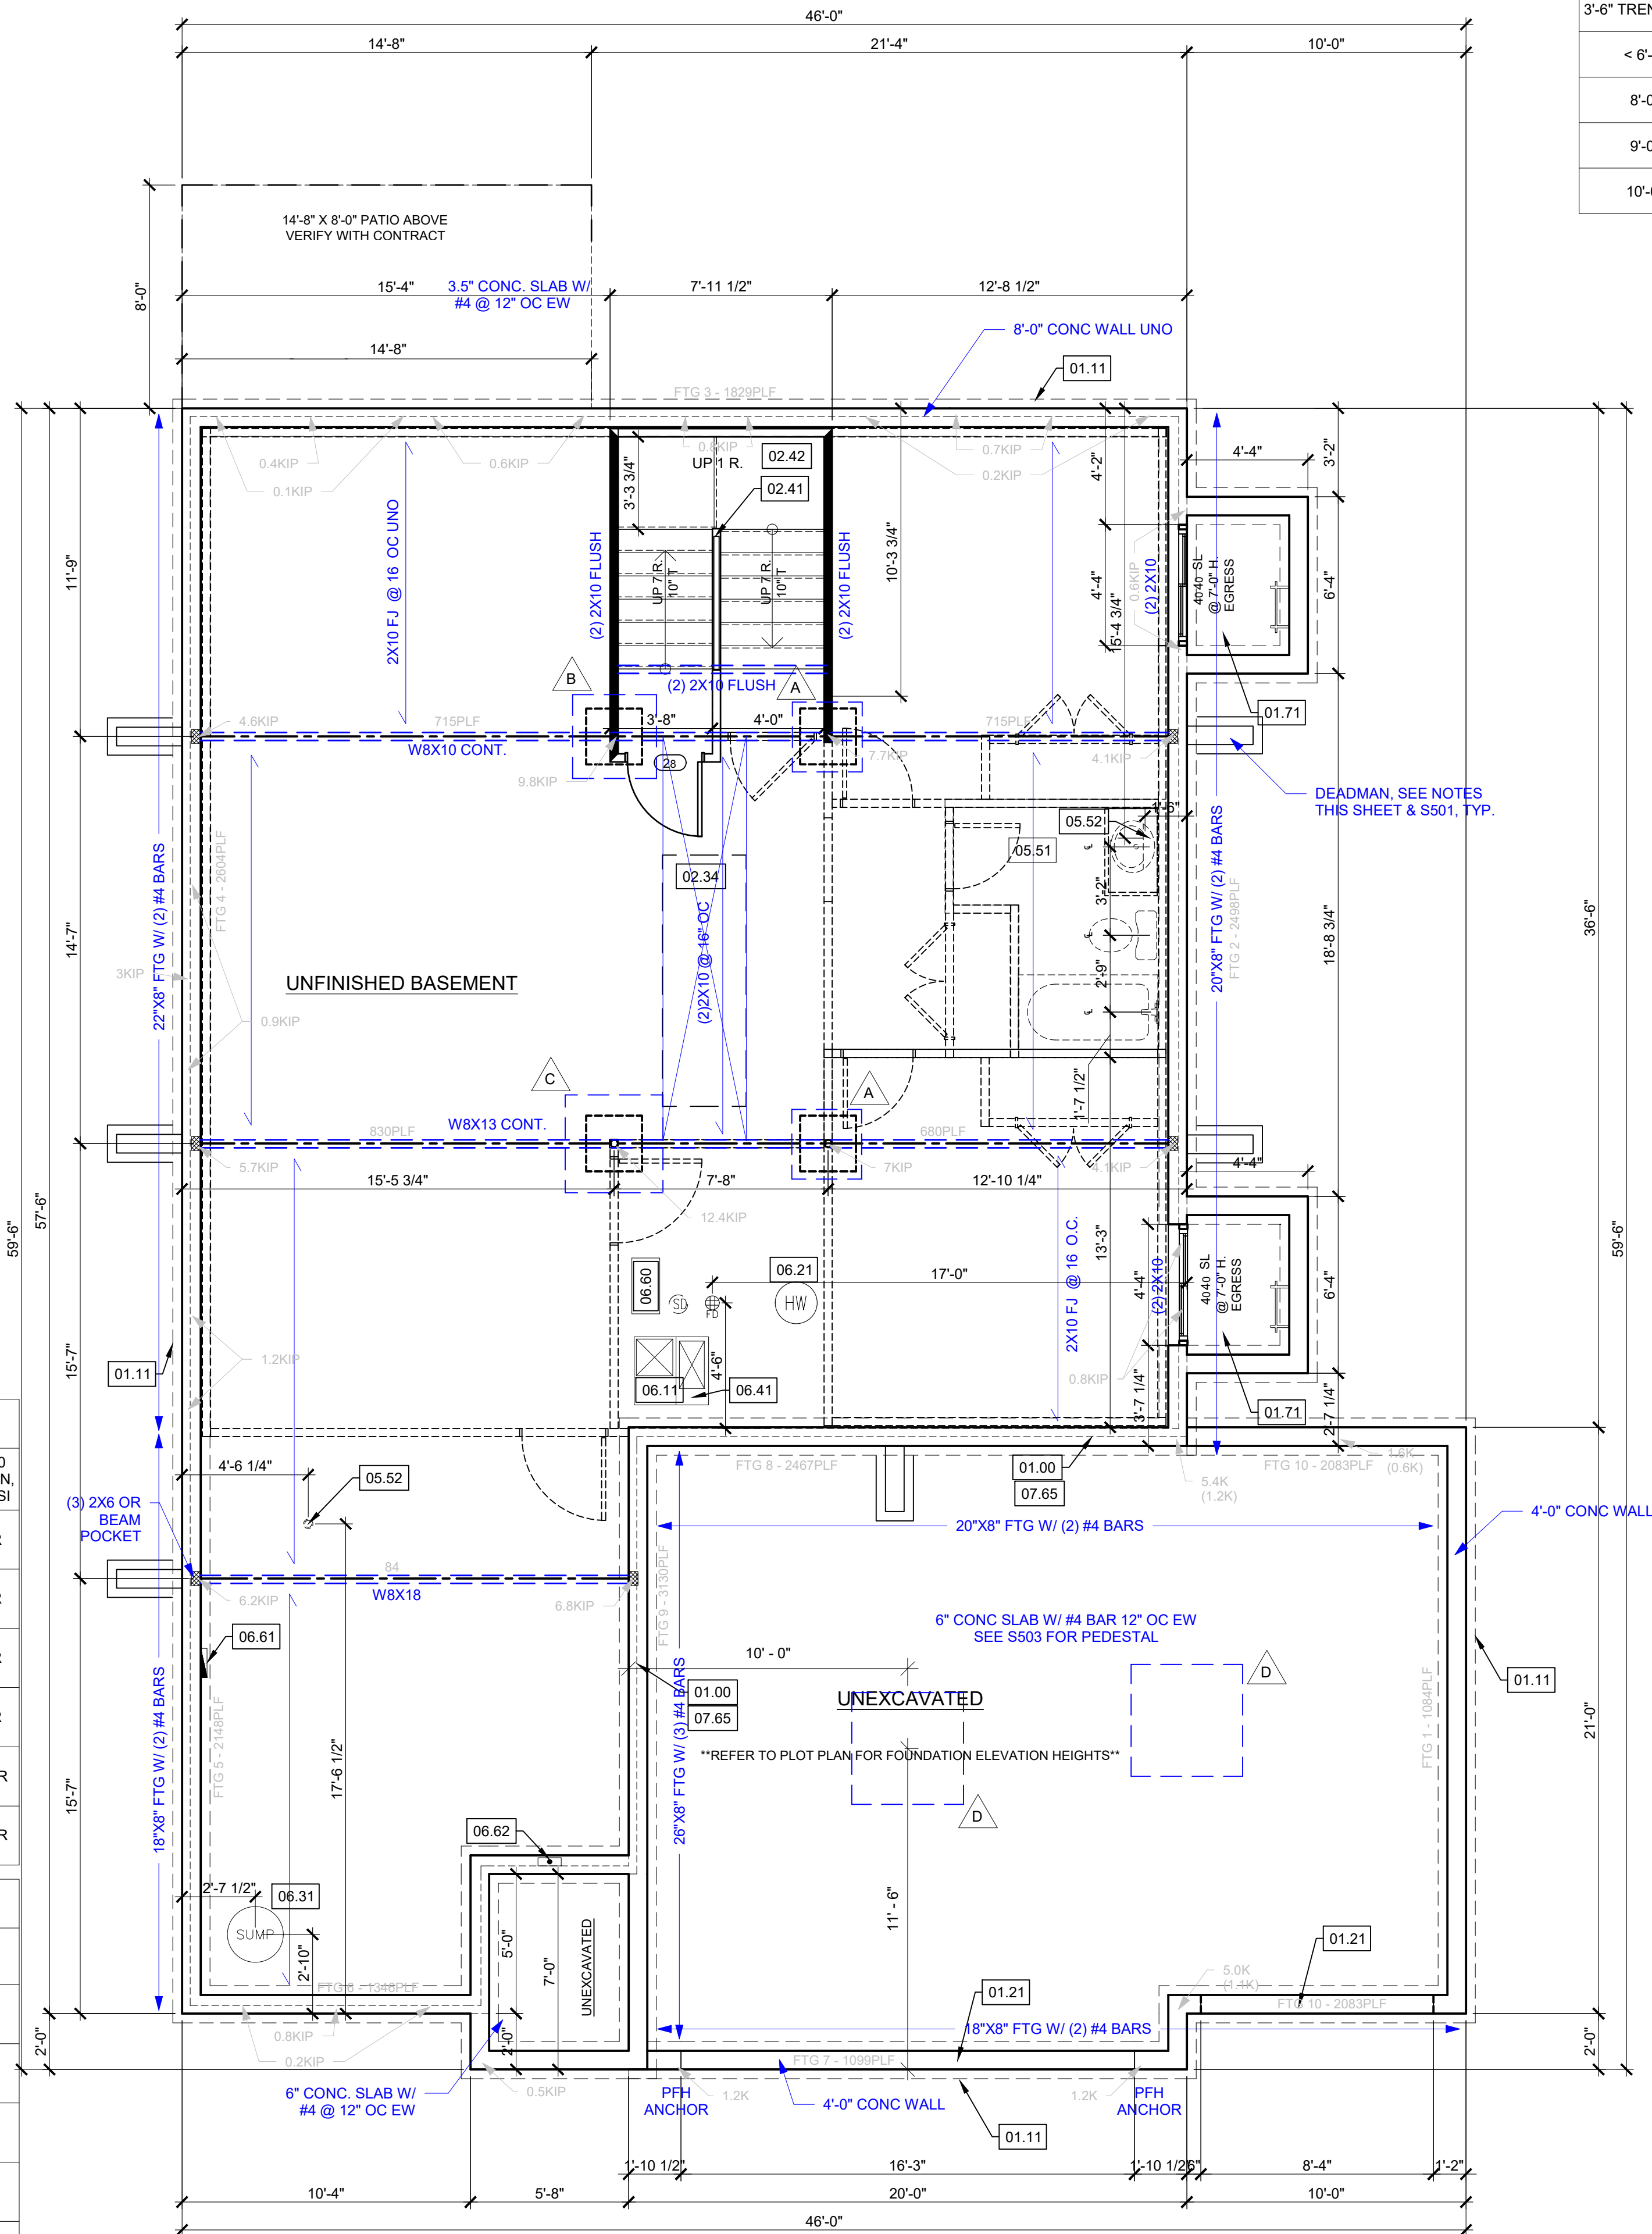 46'-0"
3'-6" TREN
14'-8"
21'-4"
10'-0"
< 6'-
8'-0
9'-0
10'-
14'-8" X 8'-0" PATIO ABOVE
VERIFY WITH CONTRACT
8'-0"
15'-4"
3.5" CONC. SLAB W/
#4 @ 12" OC EW
7'-11 1/2"
12'-8 1/2"
8'-0" CONC WALL UNO
14'-8"
01.11
FTG 3 - 1829PLF
0.4KIP
0.1KIP
0.6KIP
0.8KIP
0.7KIP
0.2KIP
UP 1 R.
02.42
02.41
3'-3 3/4"
4'-2"
4'-4"
3'-2"
11'-9"
2X10 FJ @ 16 OC UNO
(2) 2X10 FLUSH
UP 7 R.
10" T
UP 7 R.
10" T
(2) 2X10 FLUSH
10'-3 3/4"
4'-4"
15'-4 3/4"
0.6KIP
(2) 2X10
4040 SL
@ 7'-0" H.
EGRESS
6'-4"
B
(2) 2X10 FLUSH
A
01.71
4.6KIP
715PLF
W8X10 CONT.
3'-8"
4'-0"
715PLF
4.1KIP
9.8KIP
28
7.7KIP
DEADMAN, SEE NOTES
THIS SHEET & S501, TYP.
1'-6"
05.52
05.51
02.34
22"X8" FTG W/ (2) #4 BARS
FTG 4 - 2604PLF
20"X8" FTG W/ (2) #4 BARS
FTG 2 - 2498PLF
3'-2"
2'-9"
18'-8 3/4"
36'-6"
14'-7"
3KIP
UNFINISHED BASEMENT
(2)2X10 @ 16" OC
0.9KIP
C
A
1'-7 1/2"
830PLF
W8X13 CONT.
680PLF
5.7KIP
7KIP
4.1KIP
4'-4"
15'-5 3/4"
7'-8"
12'-10 1/4"
12.4KIP
59'-6"
57'-6"
59'-6"
13'-3"
2X10 FJ @ 16 O.C.
06.60
SD
FD
06.21
HW
17'-0"
4'-4"
(2) 2X10
4040 SL
@ 7'-0" H.
EGRESS
6'-4"
15'-7"
01.11
1.2KIP
06.11
06.41
4'-6"
0.8KIP
3'-7 1/4"
01.71
2'-7 1/4"
4'-6 1/4"
05.52
FTG 8 - 2467PLF
01.00
07.65
5.4K
(1.2K)
FTG 10 - 2083PLF
1.6K
(0.6K)
0
N,
SI
(3) 2X6 OR
BEAM
POCKET
20"X8" FTG W/ (2) #4 BARS
4'-0" CONC WALL
84
W8X18
6.2KIP
6.8KIP
FTG 9 - 3130PLF
6" CONC SLAB W/ #4 BAR 12" OC EW
SEE S503 FOR PEDESTAL
06.61
10' - 0"
01.00
07.65
D
UNEXCAVATED
01.11
**REFER TO PLOT PLAN FOR FOUNDATION ELEVATION HEIGHTS**
D
18"X8" FTG W/ (2) #4 BARS
FTG 5 - 2148PLF
17'-6 1/2"
26"X8" FTG W/ (3) #4 BARS
FTG 1 - 1084PLF
21'-0"
15'-7"
06.62
2'-7 1/2"
06.31
SUMP
2'-10"
5'-0"
7'-0"
UNEXCAVATED
11' - 6"
01.21
FTG 6 - 1348PLF
5.0K
(1.1K)
FTG 10 - 2083PLF
01.21
0.8KIP
0.2KIP
2'-0"
2'-0"
18"X8" FTG W/ (2) #4 BARS
2'-0"
FTG 7 - 1099PLF
0.5KIP
6" CONC. SLAB W/
#4 @ 12" OC EW
PFH
ANCHOR
1.2K
4'-0" CONC WALL
1.2K
PFH
ANCHOR
01.11
1'-10 1/2"
16'-3"
1'-10 1/2"
6"
8'-4"
1'-2"
10'-4"
5'-8"
20'-0"
10'-0"
46'-0"